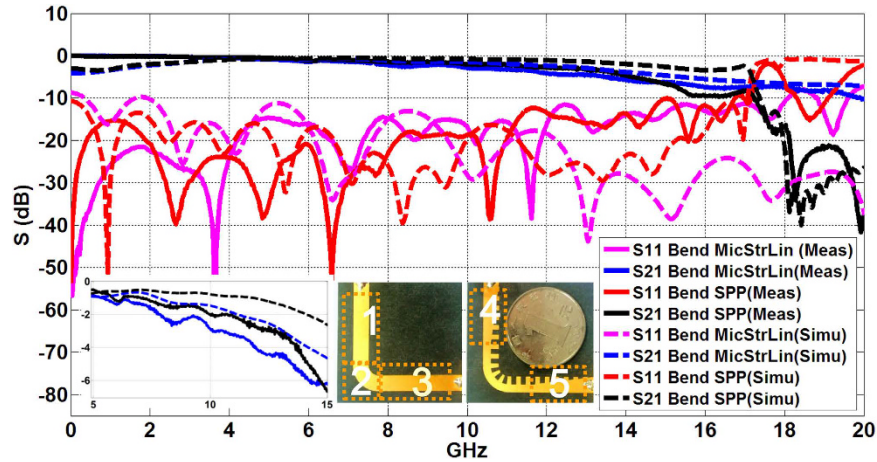 0
-10
-20
-30
-40
-50
-60
-70
-80
S (dB)
0 2 4 6 8 10 12 14 16 18 20
GHz
S11 Bend MicStrLin (Meas)
S21 Bend MicStrLin(Meas)
S11 Bend SPP(Meas)
S21 Bend SPP(Meas)
S11 Bend MicStrLin(Simu)
S21 Bend MicStrLin(Simu)
S11 Bend SPP(Simu)
S21 Bend SPP(Simu)
0
-2
-4
-6
5 10 15
1
2 3
4
5